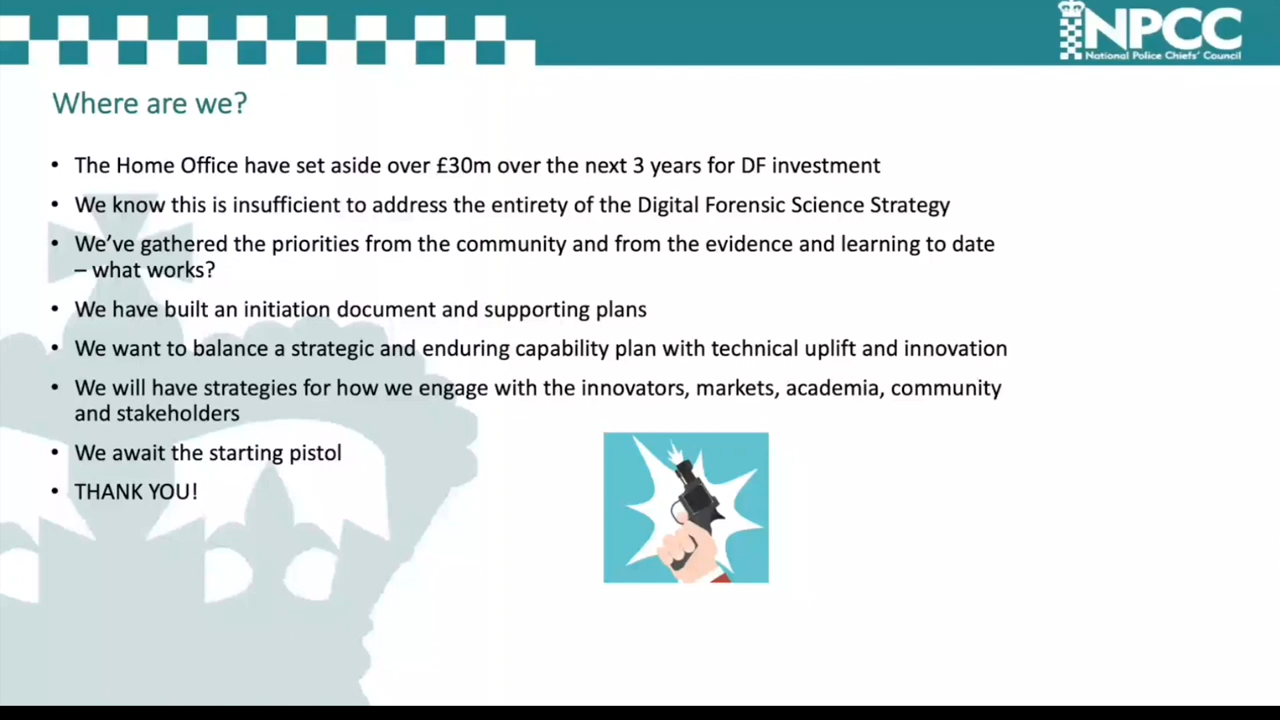 NPCC
National Police Chiefs' Council
Where are we?
• The Home Office have set aside over £30m over the next 3 years for DF investment
• We know this is insufficient to address the entirety of the Digital Forensic Science Strategy
• We've gathered the priorities from the community and from the evidence and learning to date
– what works?
• We have built an initiation document and supporting plans
• We want to balance a strategic and enduring capability plan with technical uplift and innovation
• We will have strategies for how we engage with the innovators, markets, academia, community
and stakeholders
• We await the starting pistol
• THANK YOU!